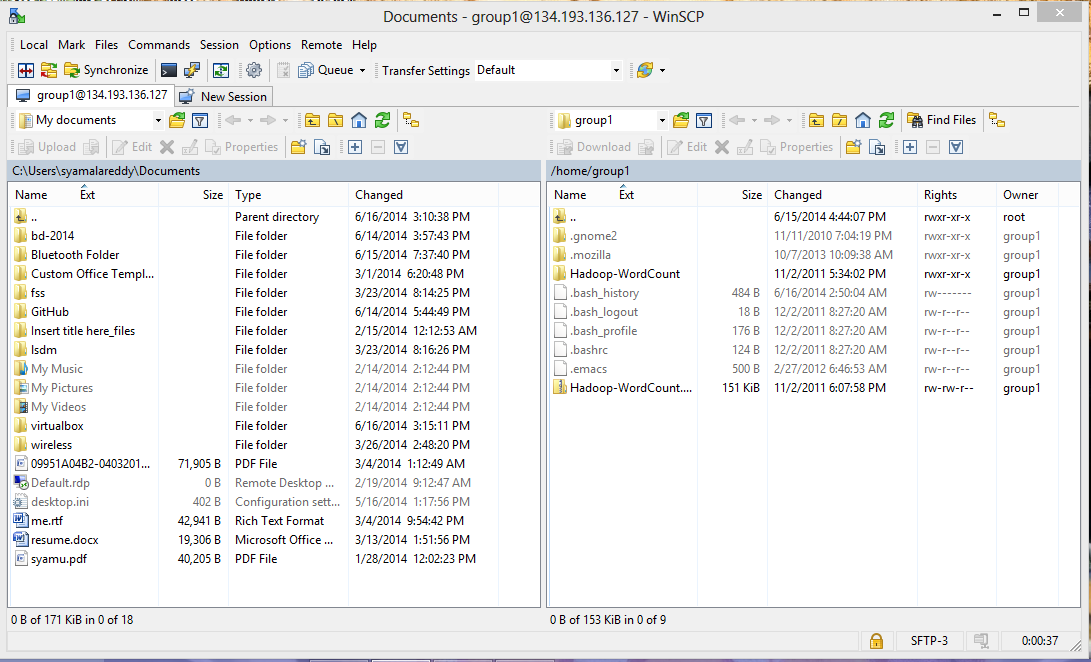 Documents - group1@134.193.136.127 - WinSCP
Local Mark Files Commands Session Options Remote Help
Synchronize Queue Transfer Settings Default
group1@134.193.136.127 New Session
My documents group1 Find Files
Upload Edit Properties Download Edit Properties
C:\Users\syamalareddy\Documents
Name Ext Size Type Changed
.. Parent directory 6/16/2014 3:10:38 PM
bd-2014 File folder 6/14/2014 3:57:43 PM
Bluetooth Folder File folder 6/15/2014 7:37:40 PM
Custom Office Templ... File folder 3/1/2014 6:20:48 PM
fss File folder 3/23/2014 8:14:25 PM
GitHub File folder 6/14/2014 5:44:49 PM
Insert title here_files File folder 2/15/2014 12:12:53 AM
lsdm File folder 3/23/2014 8:16:26 PM
My Music File folder 2/14/2014 2:12:44 PM
My Pictures File folder 2/14/2014 2:12:44 PM
My Videos File folder 2/14/2014 2:12:44 PM
virtualbox File folder 6/16/2014 3:15:11 PM
wireless File folder 3/26/2014 2:48:20 PM
09951A04B2-0403201... 71,905 B PDF File 3/4/2014 1:12:49 AM
Default.rdp 0 B Remote Desktop ... 2/19/2014 9:12:47 AM
desktop.ini 402 B Configuration sett... 5/16/2014 1:17:56 PM
me.rtf 42,941 B Rich Text Format 3/4/2014 9:54:42 PM
resume.docx 19,306 B Microsoft Office ... 3/13/2014 1:51:56 PM
syamu.pdf 40,205 B PDF File 1/28/2014 12:02:23 PM
0 B of 171 KiB in 0 of 18
/home/group1
Name Ext Size Changed Rights Owner
.. 6/15/2014 4:44:07 PM rwxr-xr-x root
.gnome2 11/11/2010 7:04:19 PM rwxr-xr-x group1
.mozilla 10/7/2013 10:09:38 AM rwxr-xr-x group1
Hadoop-WordCount 11/2/2011 5:34:02 PM rwxr-xr-x group1
.bash_history 484 B 6/16/2014 2:50:04 AM rw------- group1
.bash_logout 18 B 12/2/2011 8:27:20 AM rw-r--r-- group1
.bash_profile 176 B 12/2/2011 8:27:20 AM rw-r--r-- group1
.bashrc 124 B 12/2/2011 8:27:20 AM rw-r--r-- group1
.emacs 500 B 2/27/2012 6:46:53 AM rw-r--r-- group1
Hadoop-WordCount.... 151 KiB 11/2/2011 6:07:58 PM rw-rw-r-- group1
0 B of 153 KiB in 0 of 9
SFTP-3 0:00:37